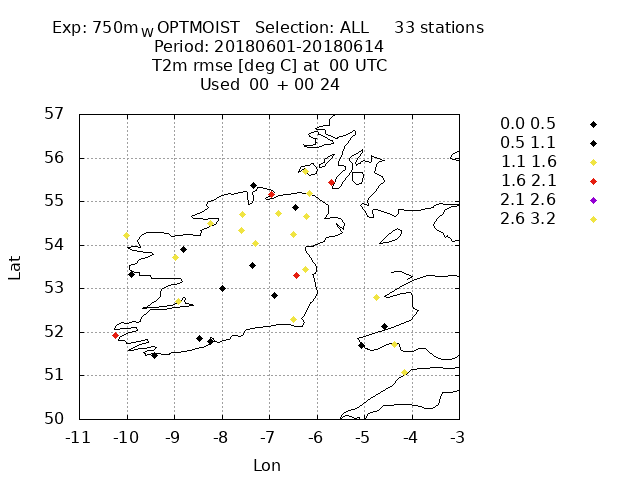 Exp: 750m_W OPTMOIST Selection: ALL 33 stations
Period: 20180601-20180614
T2m rmse [deg C] at 00 UTC
Used 00 + 00 24
57
56
55
54
53
52
51
50
Lat
-11 -10 -9 -8 -7 -6 -5 -4 -3
Lon
0.0 0.5
0.5 1.1
1.1 1.6
1.6 2.1
2.1 2.6
2.6 3.2